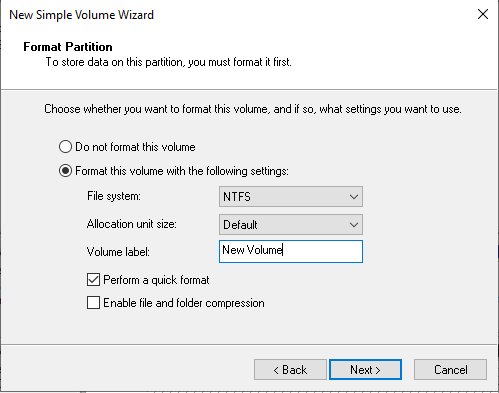 New Simple Volume Wizard
Format Partition
To store data on this partition, you must format it first.
Choose whether you want to format this volume, and if so, what settings you want to use.
Do not format this volume
Format this volume with the following settings:
File system: NTFS
Allocation unit size: Default
Volume label: New Volume
Perform a quick format
Enable file and folder compression
< Back Next > Cancel